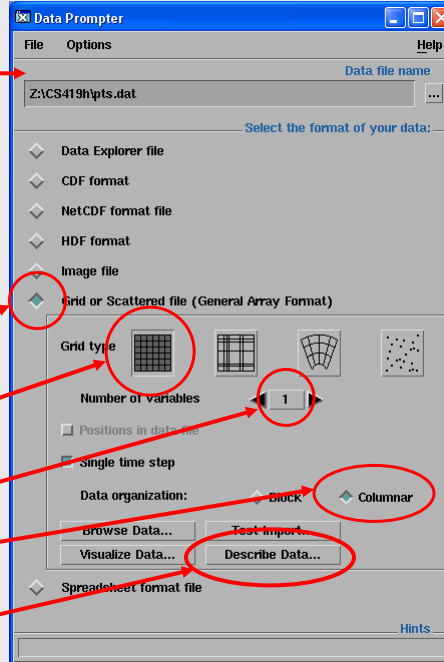 Data Prompter
File Options Help
Data file name
Z:\CS419h\pts.dat ...
Select the format of your data:
Data Explorer file
CDF format
NetCDF format file
HDF format
Image file
Grid or Scattered file (General Array Format)
Grid type
Number of variables 1
Positions in data file
Single time step
Data organization: Block Columnar
Browse Data... Test Import...
Visualize Data... Describe Data...
Spreadsheet format file
Hints